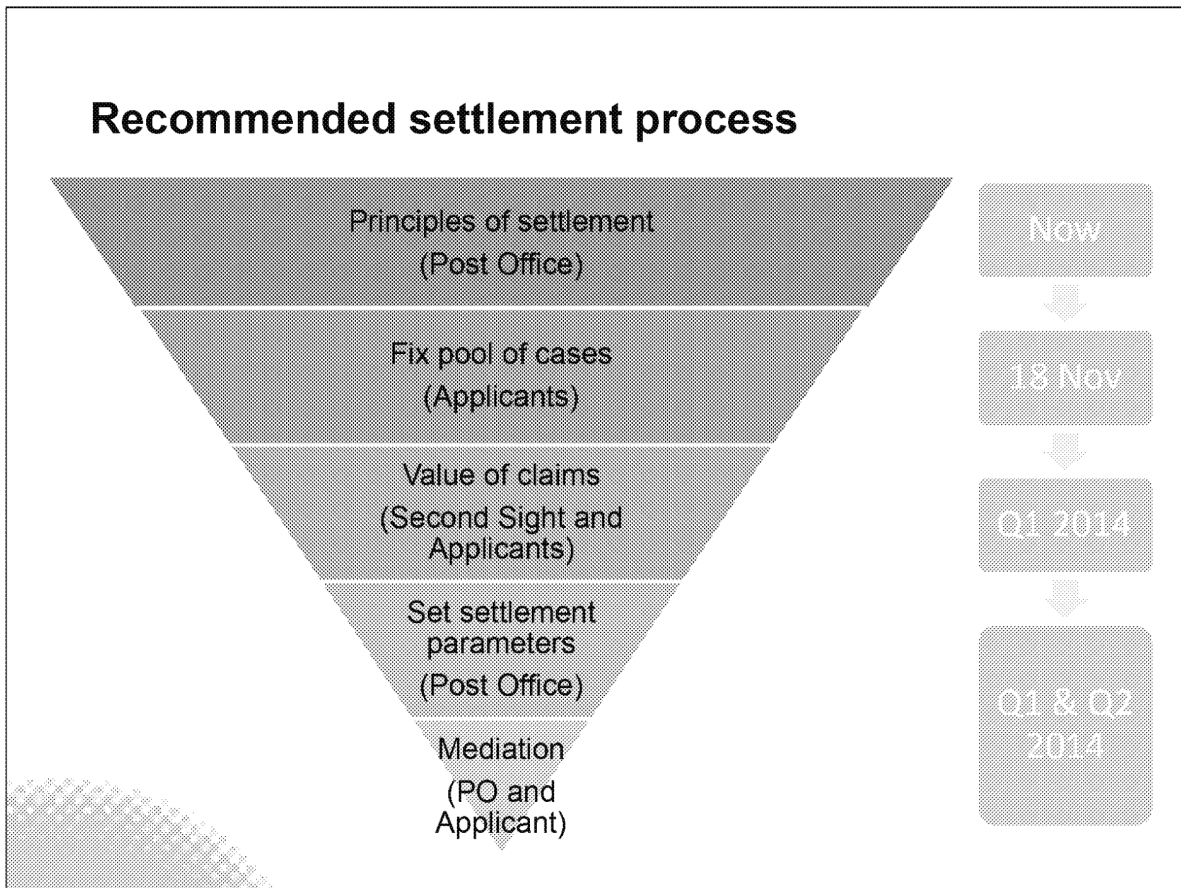 Recommended settlement process
Principles of settlement
(Post Office)
Fix pool of cases
(Applicants)
Value of claims
(Second Sight and
Applicants)
Set settlement
parameters
(Post Office)
Mediation
(PO and
Applicant)
Now
18 Nov
Q1 2014
Q1 & Q2
2014